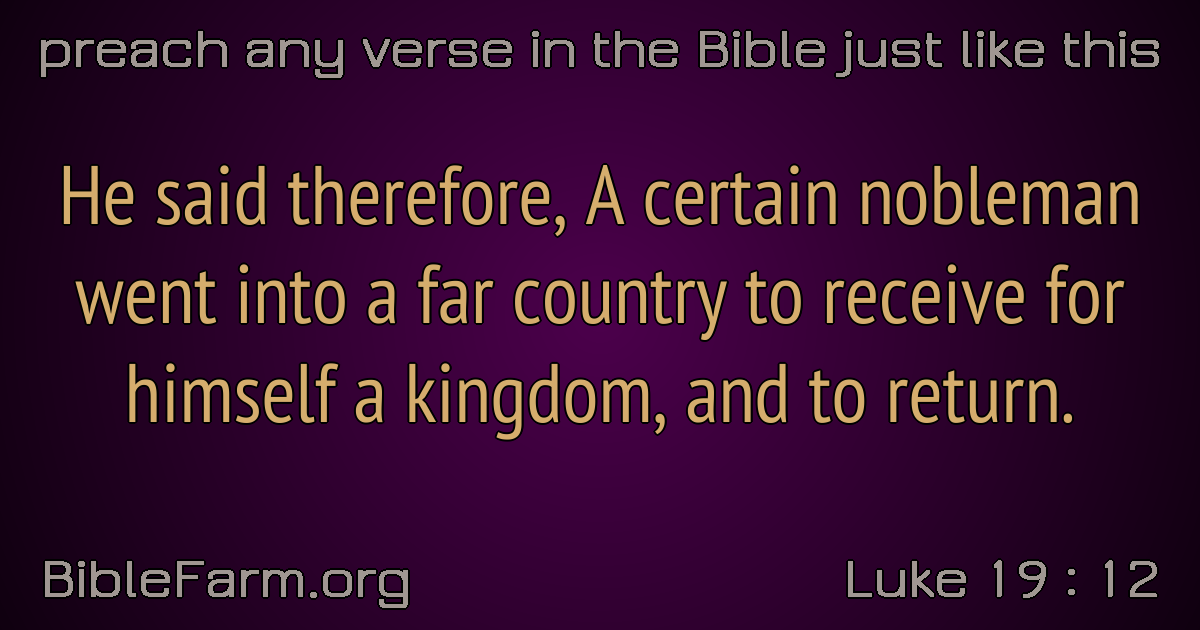 preach any verse in the Bible just like this
He said therefore, A certain nobleman
went into a far country to receive for
himself a kingdom, and to return.
BibleFarm.org
Luke 19 : 12